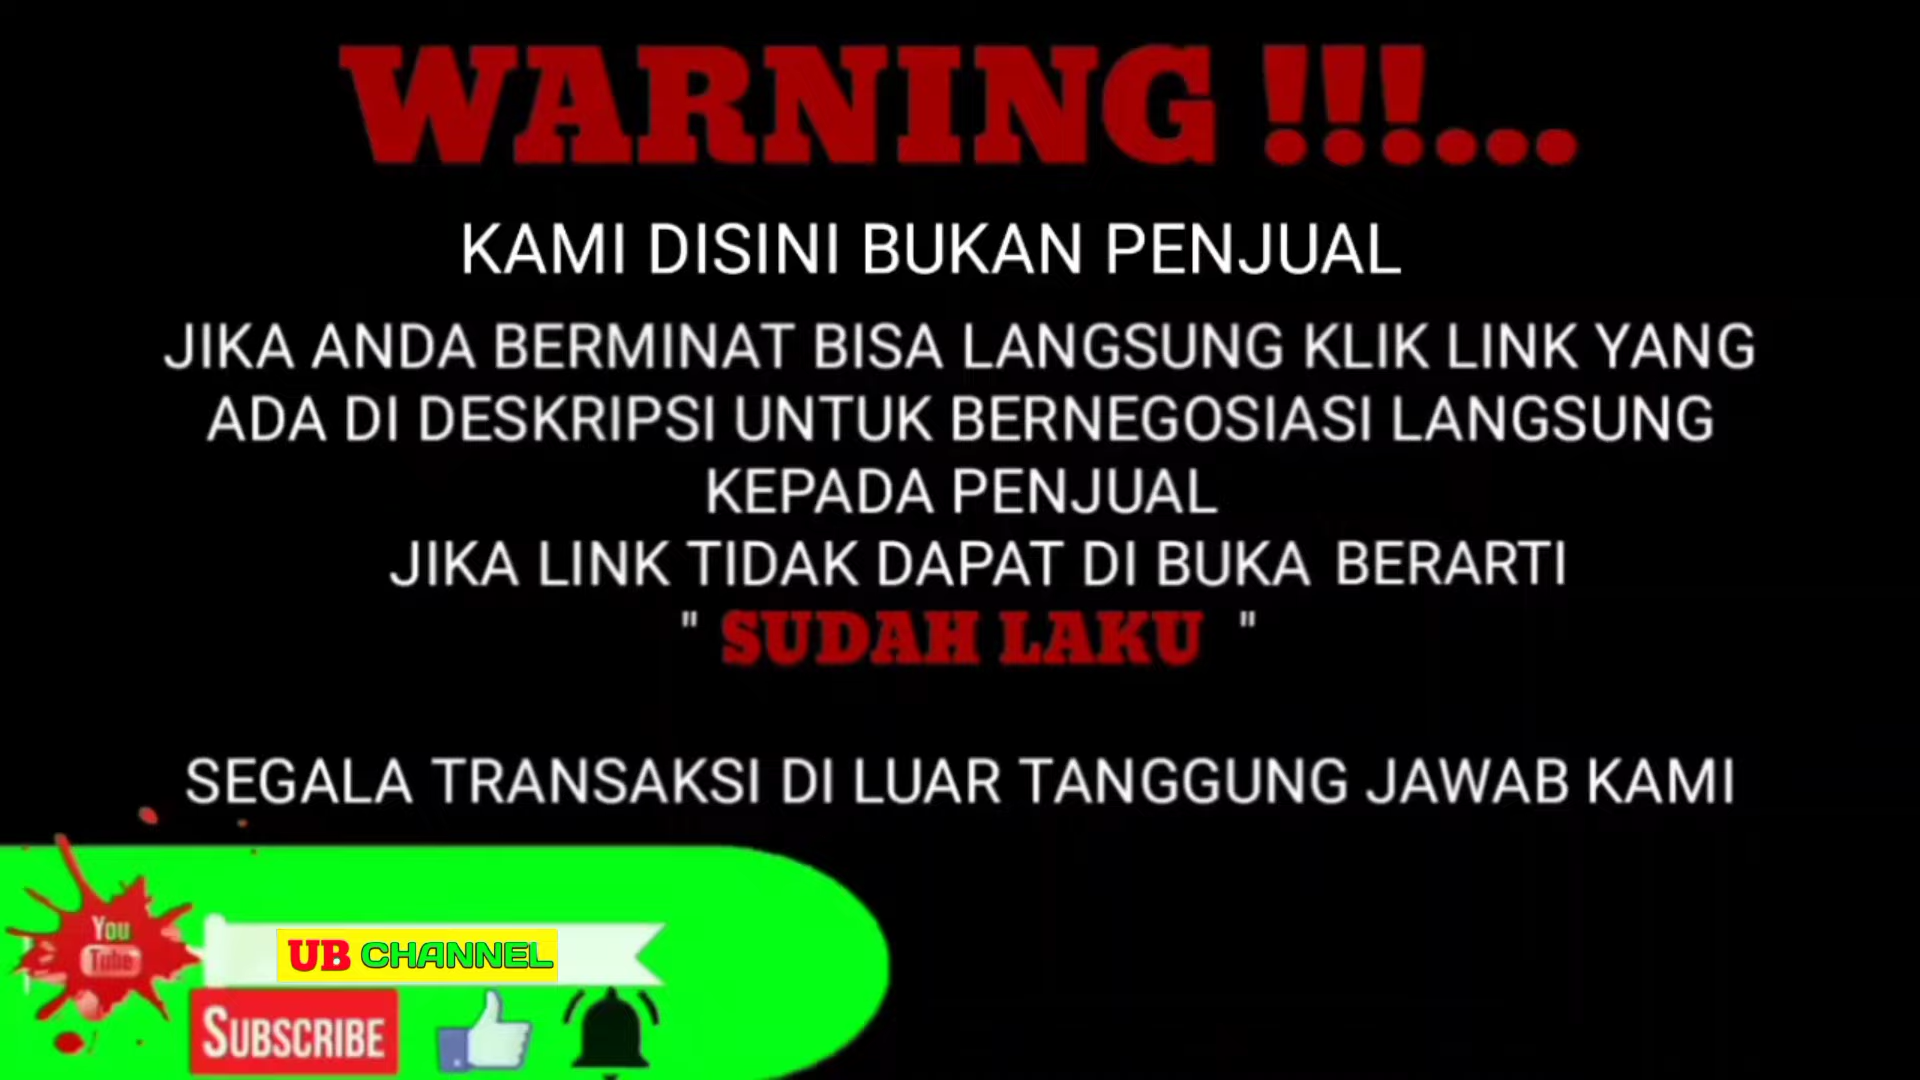 WARNING !!!...
KAMI DISINI BUKAN PENJUAL
JIKA ANDA BERMINAT BISA LANGSUNG KLIK LINK YANG
ADA DI DESKRIPSI UNTUK BERNEGOSIASI LANGSUNG
KEPADA PENJUAL
JIKA LINK TIDAK DAPAT DI BUKA BERARTI
" SUDAH LAKU "
SEGALA TRANSAKSI DI LUAR TANGGUNG JAWAB KAMI
You
Tube
UB CHANNEL
SUBSCRIBE